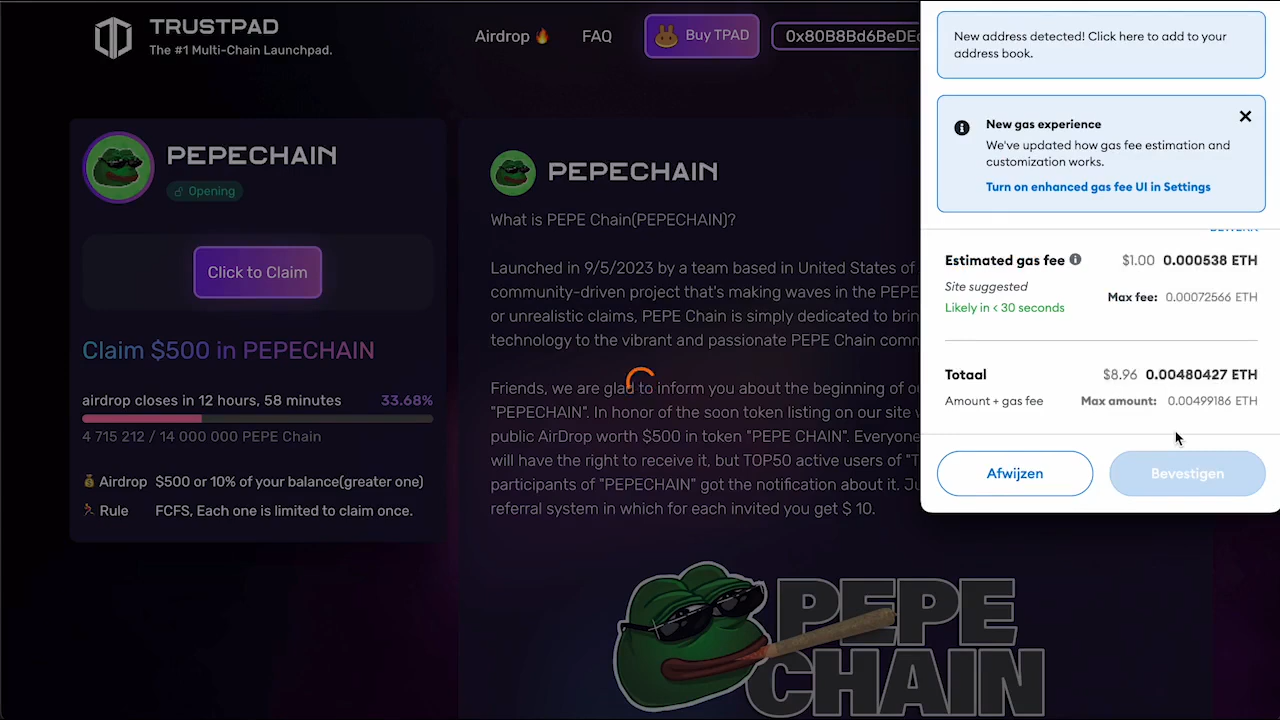 TRUSTPAD
The #1 Multi-Chain Launchpad.
Airdrop 🔥
FAQ
Buy TPAD
0x80B8Bd6BeDE
PEPECHAIN
Opening
Click to Claim
Claim $500 in PEPECHAIN
airdrop closes in 12 hours, 58 minutes 33.68%
4 715 212 / 14 000 000 PEPE Chain
💰 Airdrop $500 or 10% of your balance(greater one)
Rule FCFS, Each one is limited to claim once.
PEPECHAIN
What is PEPE Chain(PEPECHAIN)?
Launched in 9/5/2023 by a team based in United States of
community-driven project that's making waves in the PEPE
or unrealistic claims, PEPE Chain is simply dedicated to
technology to the vibrant and passionate PEPE Chain
Friends, we are glad to inform you about the beginning of
"PEPECHAIN". In honor of the soon token listing on our site
public AirDrop worth $500 in token "PEPE CHAIN". Everyone
will have the right to receive it, but TOP50 active users of
participants of "PEPECHAIN" got the notification about it.
referral system in which for each invited you get $ 10.
PEPE
CHAIN
New address detected! Click here to add to your
address book.
New gas experience
We've updated how gas fee estimation and
customization works.
Turn on enhanced gas fee UI in Settings
Estimated gas fee $1.00 0.000538 ETH
Site suggested
Max fee: 0.00072566 ETH
Likely in < 30 seconds
Totaal $8.96 0.00480427 ETH
Amount + gas fee Max amount: 0.00499186 ETH
Afwijzen
Bevestigen